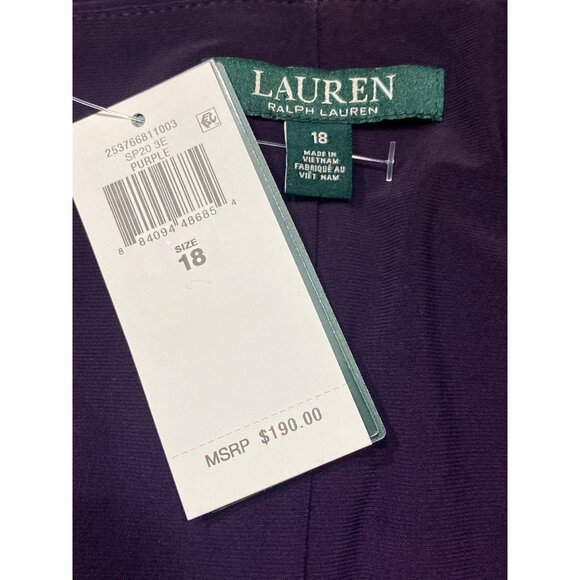 LAUREN
RALPH LAUREN
18
MADE IN
VIETNAM
FABRIQUÉ AU
VIÊT NAM
253766811003
SP20 3E
PURPLE
8 84094 48685 4
SIZE
18
MSRP $190.00